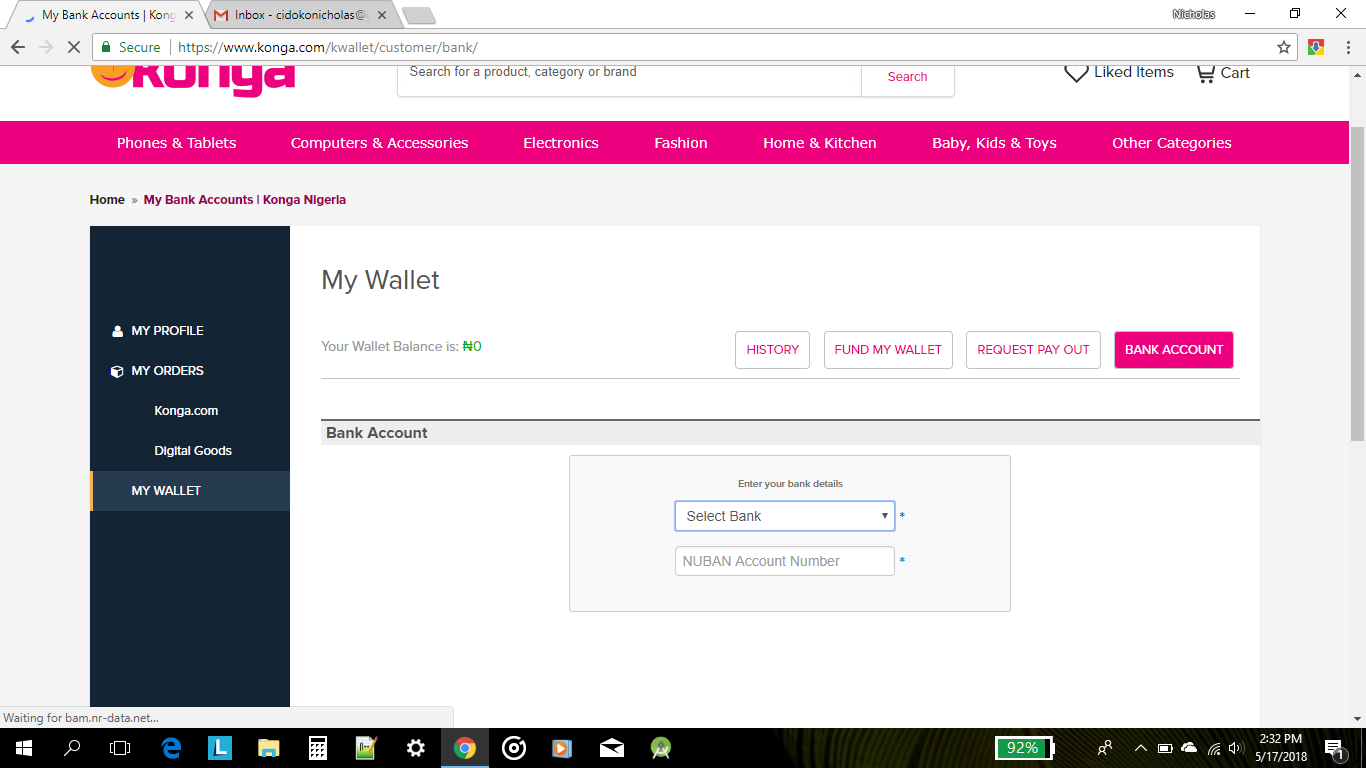 My Bank Accounts | Kong
Inbox - cidokonicholas@g
Nicholas
Secure
https://www.konga.com/kwallet/customer/bank/
konga
Search for a product, category or brand
Search
Liked Items
Cart
Phones & Tablets
Computers & Accessories
Electronics
Fashion
Home & Kitchen
Baby, Kids & Toys
Other Categories
Home » My Bank Accounts | Konga Nigeria
MY PROFILE
MY ORDERS
Konga.com
Digital Goods
MY WALLET
My Wallet
Your Wallet Balance is: ₦0
HISTORY
FUND MY WALLET
REQUEST PAY OUT
BANK ACCOUNT
Bank Account
Enter your bank details
Select Bank
*
NUBAN Account Number
*
Waiting for bam.nr-data.net...
92%
2:32 PM
5/17/2018
1